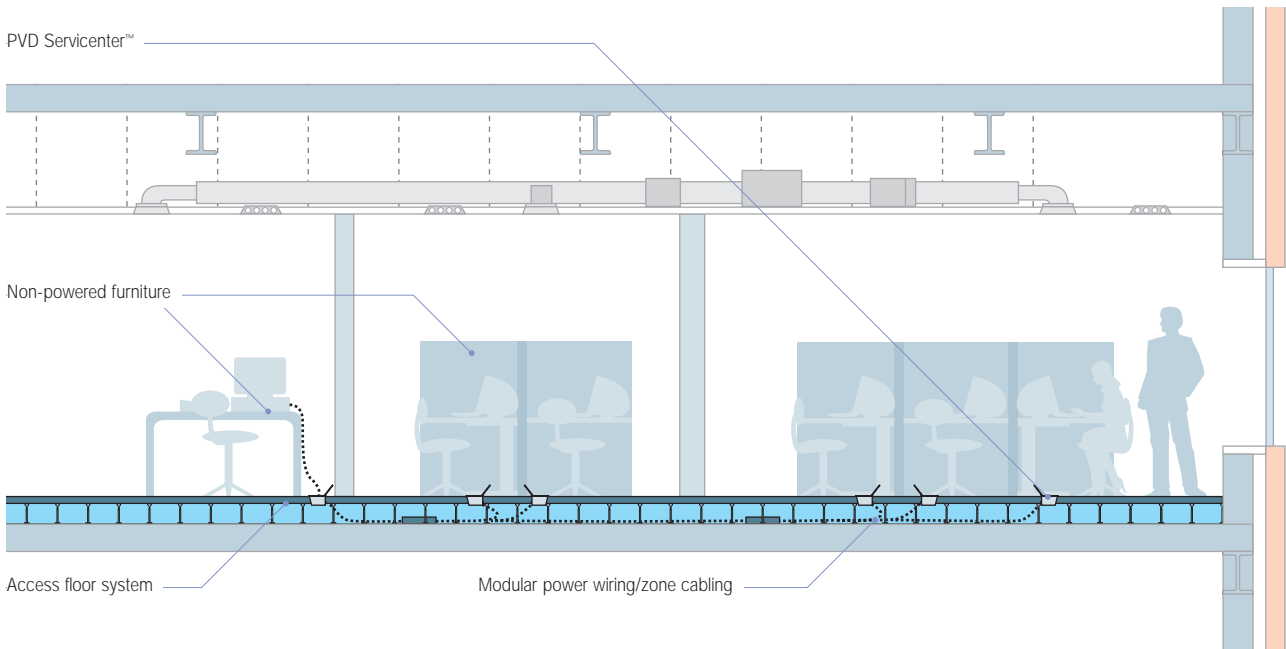 PVD Servicenter™
Non-powered furniture
Access floor system
Modular power wiring/zone cabling